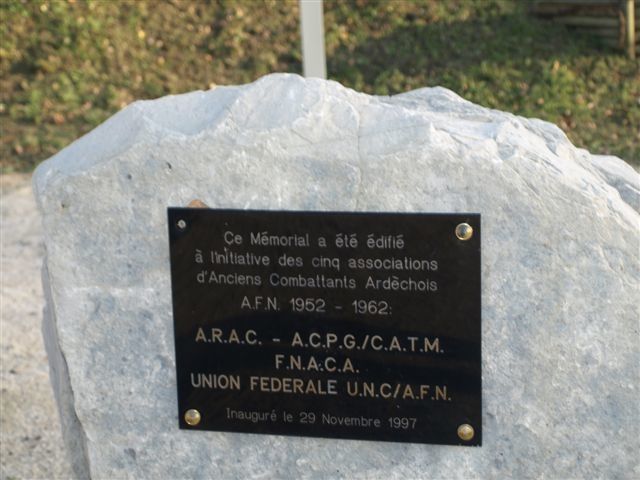 Ce Mémorial a été édifié
à l'initiative des cinq associations
d'Anciens Combattants Ardèchois
A.F.N. 1952 - 1962:
A.R.A.C. - A.C.P.G./C.A.T.M.
F.N.A.C.A.
UNION FEDERALE U.N.C/A.F.N.
Inauguré le 29 Novembre 1997